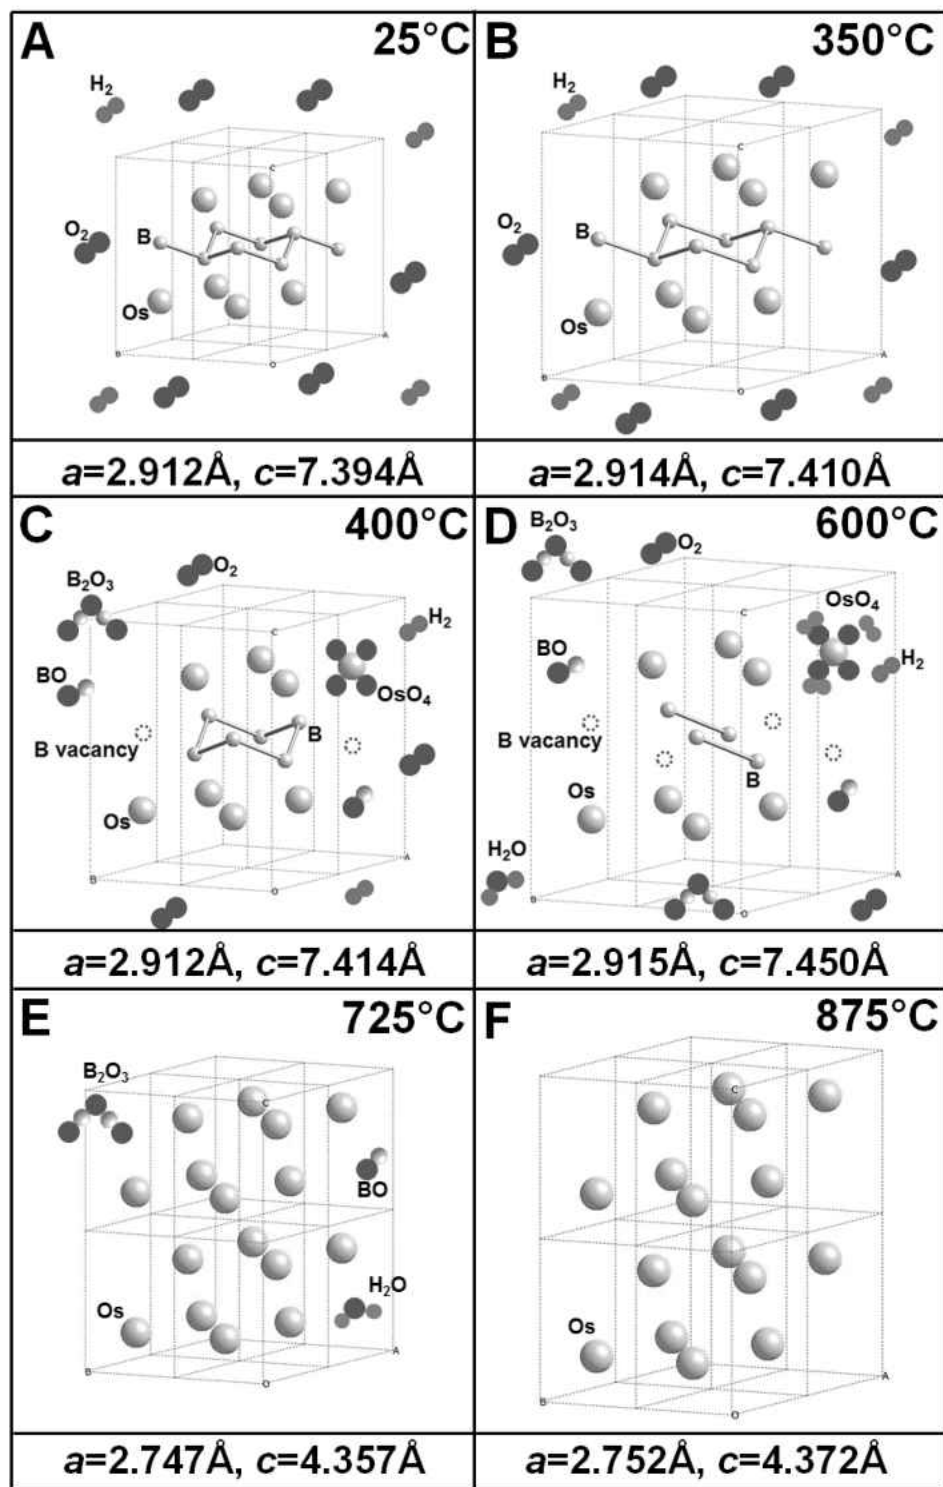 A 25°C
H₂
O₂
B
Os
C
B
A
O
a=2.912Å, c=7.394Å
B 350°C
H₂
O₂
B
Os
C
B
A
O
a=2.914Å, c=7.410Å
C 400°C
O₂
B₂O₃
H₂
C
BO
OsO₄
B
B vacancy
Os
A
B
O
a=2.912Å, c=7.414Å
D 600°C
B₂O₃
O₂
OsO₄
C
BO
H₂
B vacancy
B
Os
H₂O
A
B
O
a=2.915Å, c=7.450Å
E 725°C
B₂O₃
C
BO
H₂O
Os
A
B
O
a=2.747Å, c=4.357Å
F 875°C
C
Os
A
B
O
a=2.752Å, c=4.372Å